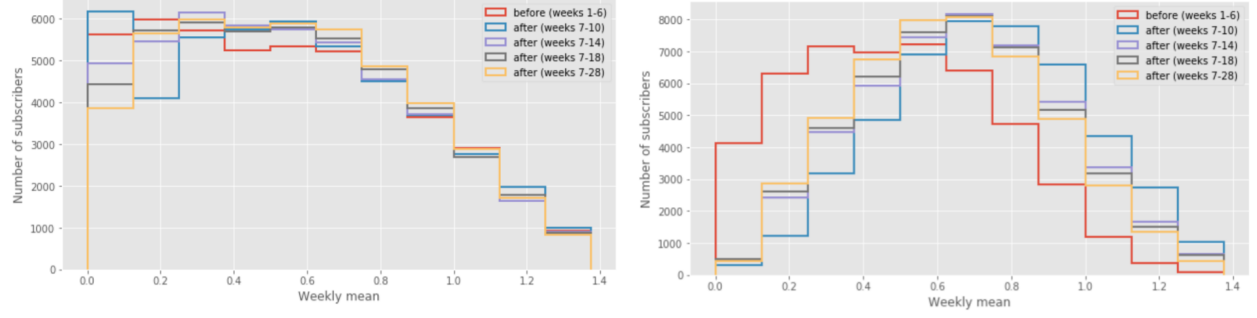 before (weeks 1-6)
after (weeks 7-10)
after (weeks 7-14)
after (weeks 7-18)
after (weeks 7-28)
6000
5000
4000
3000
2000
1000
0
Number of subscribers
0.0 0.2 0.4 0.6 0.8 1.0 1.2 1.4
Weekly mean
before (weeks 1-6)
after (weeks 7-10)
after (weeks 7-14)
after (weeks 7-18)
after (weeks 7-28)
8000
7000
6000
5000
4000
3000
2000
1000
0
Number of subscribers
0.0 0.2 0.4 0.6 0.8 1.0 1.2 1.4
Weekly mean